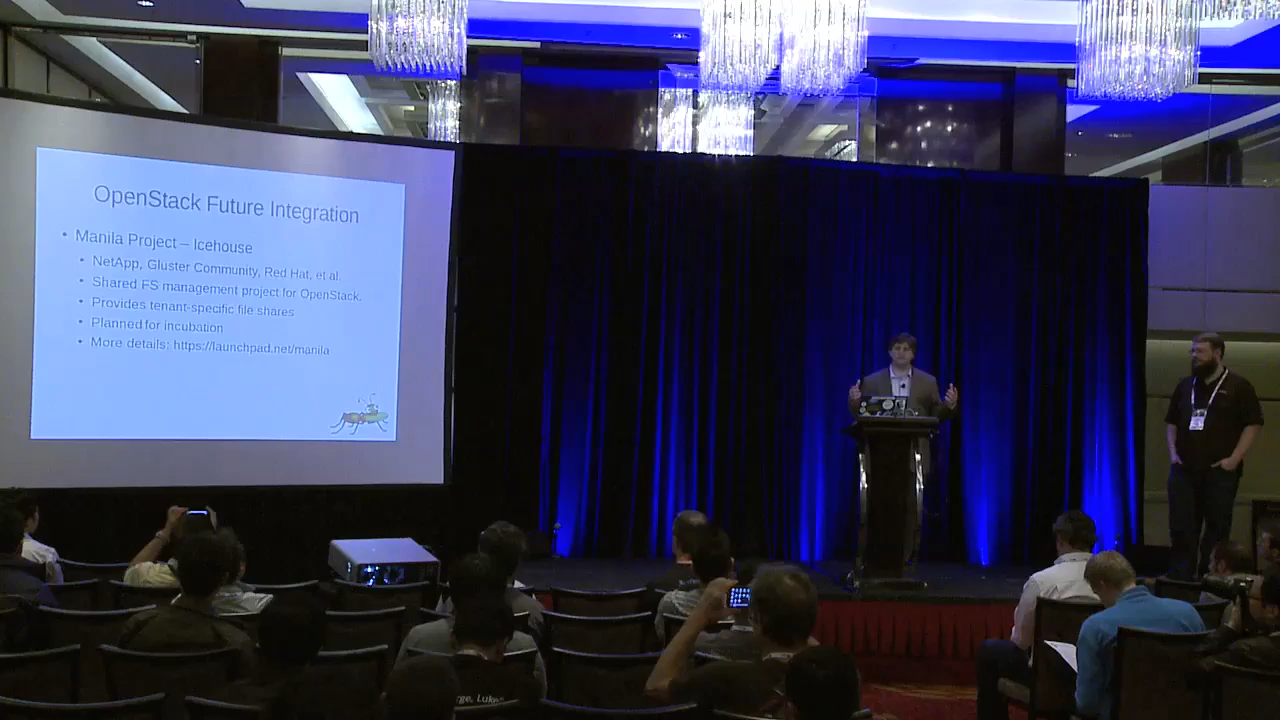 OpenStack Future Integration
• Manila Project – Icehouse
• NetApp, Gluster Community, Red Hat, et al.
• Shared FS management project for OpenStack.
• Provides tenant-specific file shares
• Planned for incubation
• More details: https://launchpad.net/manila